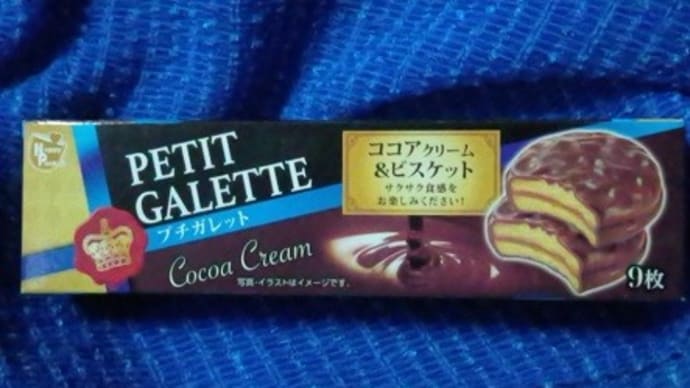 PETIT
GALETTE
プチガレット
Cocoa Cream
ココアクリーム
&ビスケット
サクサク食感を
お楽しみください!
写真・イラストはイメージです。
9枚